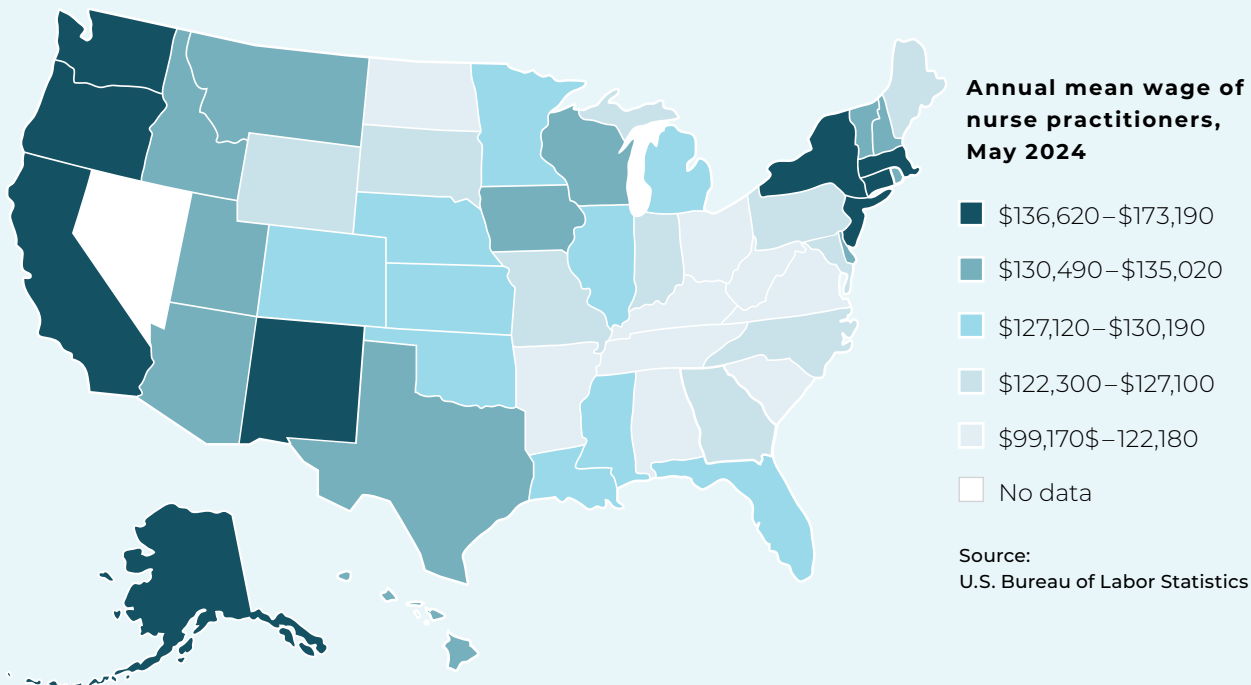 Annual mean wage of
nurse practitioners,
May 2024
$136,620–$173,190
$130,490–$135,020
$127,120–$130,190
$122,300–$127,100
$99,170$–122,180
No data
Source:
U.S. Bureau of Labor Statistics